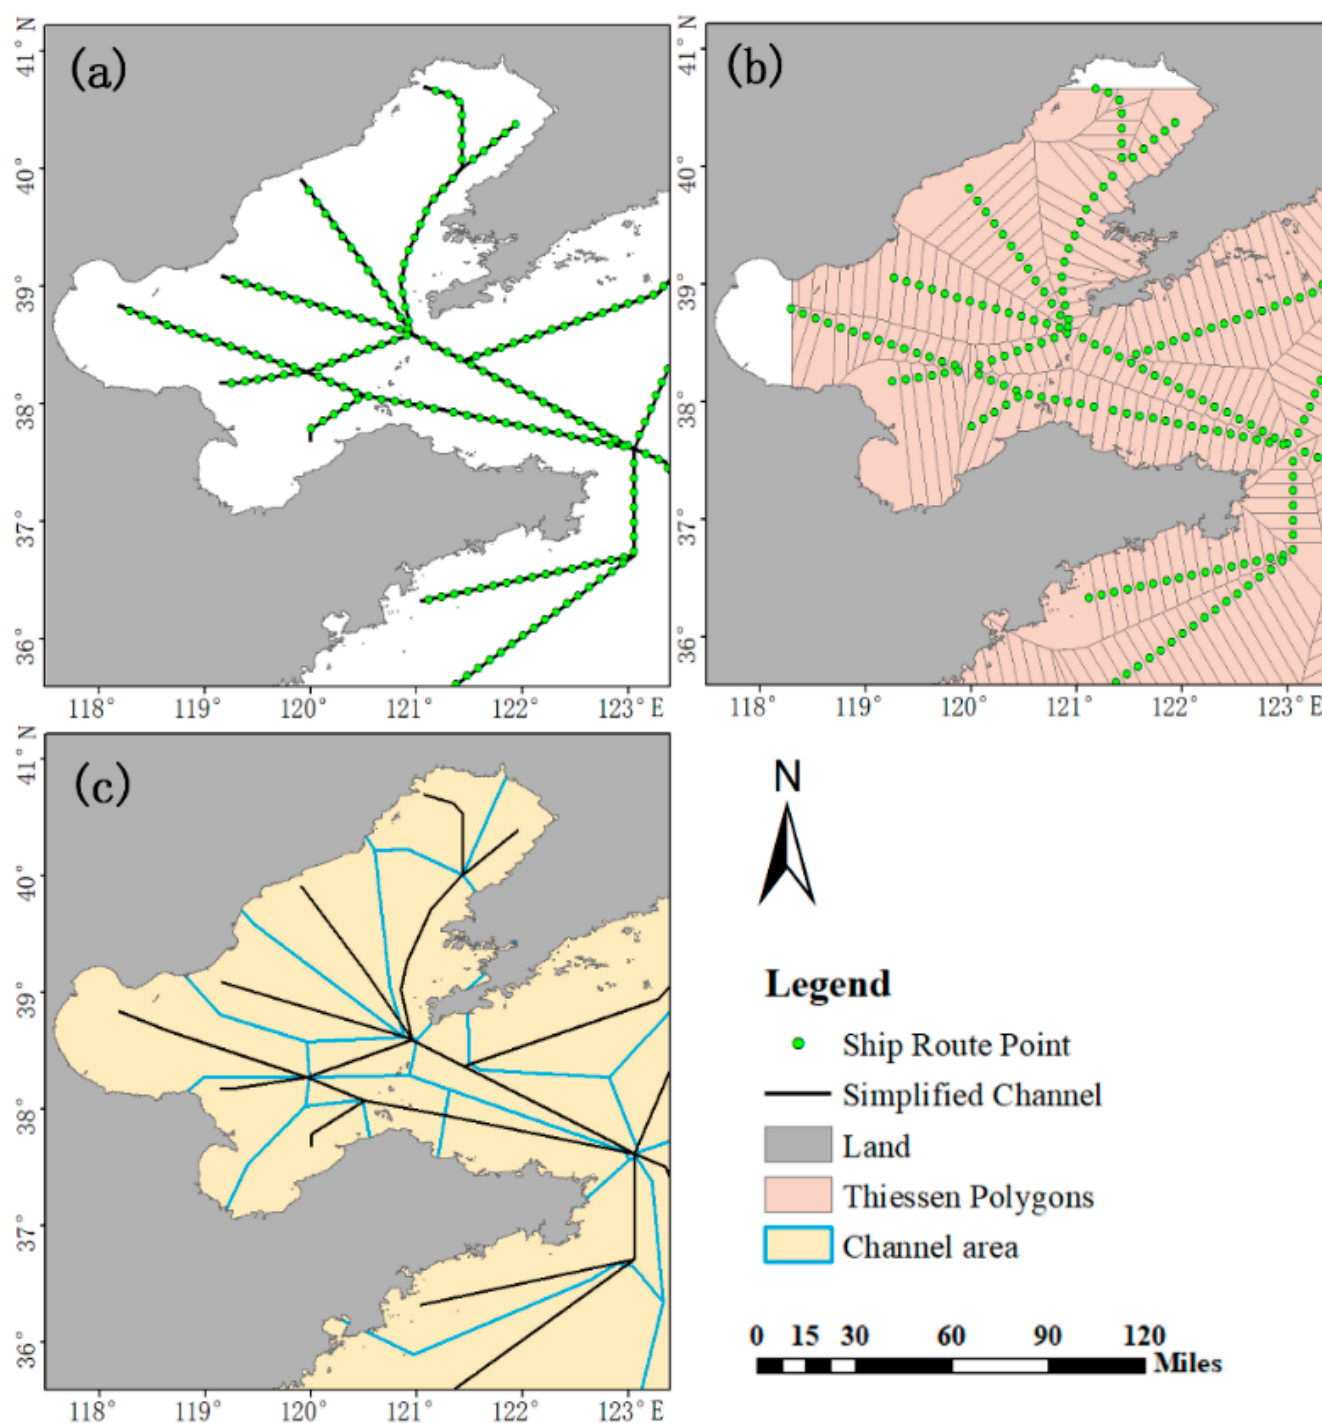 (a)
41° N
40°
39°
38°
37°
36°
118° 119° 120° 121° 122° 123° E
(b)
41° N
40°
39°
38°
37°
36°
118° 119° 120° 121° 122° 123° E
(c)
41° N
40°
39°
38°
37°
36°
118° 119° 120° 121° 122° 123° E
N
Legend
Ship Route Point
Simplified Channel
Land
Thiessen Polygons
Channel area
0 15 30 60 90 120
Miles